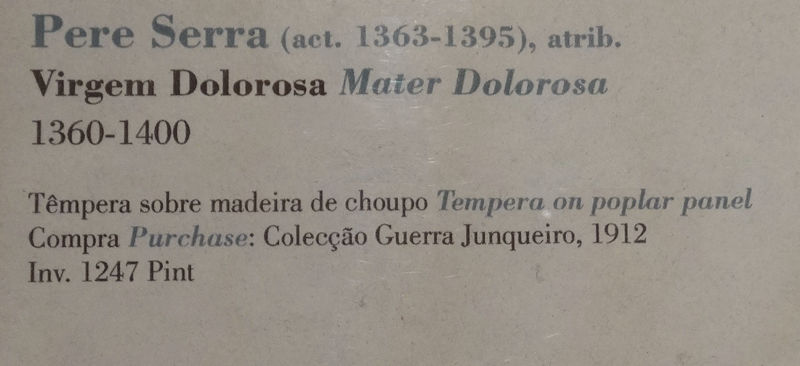 Pere Serra (act. 1363-1395), atrib.
Virgem Dolorosa Mater Dolorosa
1360-1400
Têmpera sobre madeira de choupo Tempera on poplar panel
Compra Purchase: Colecção Guerra Junqueiro, 1912
Inv. 1247 Pint